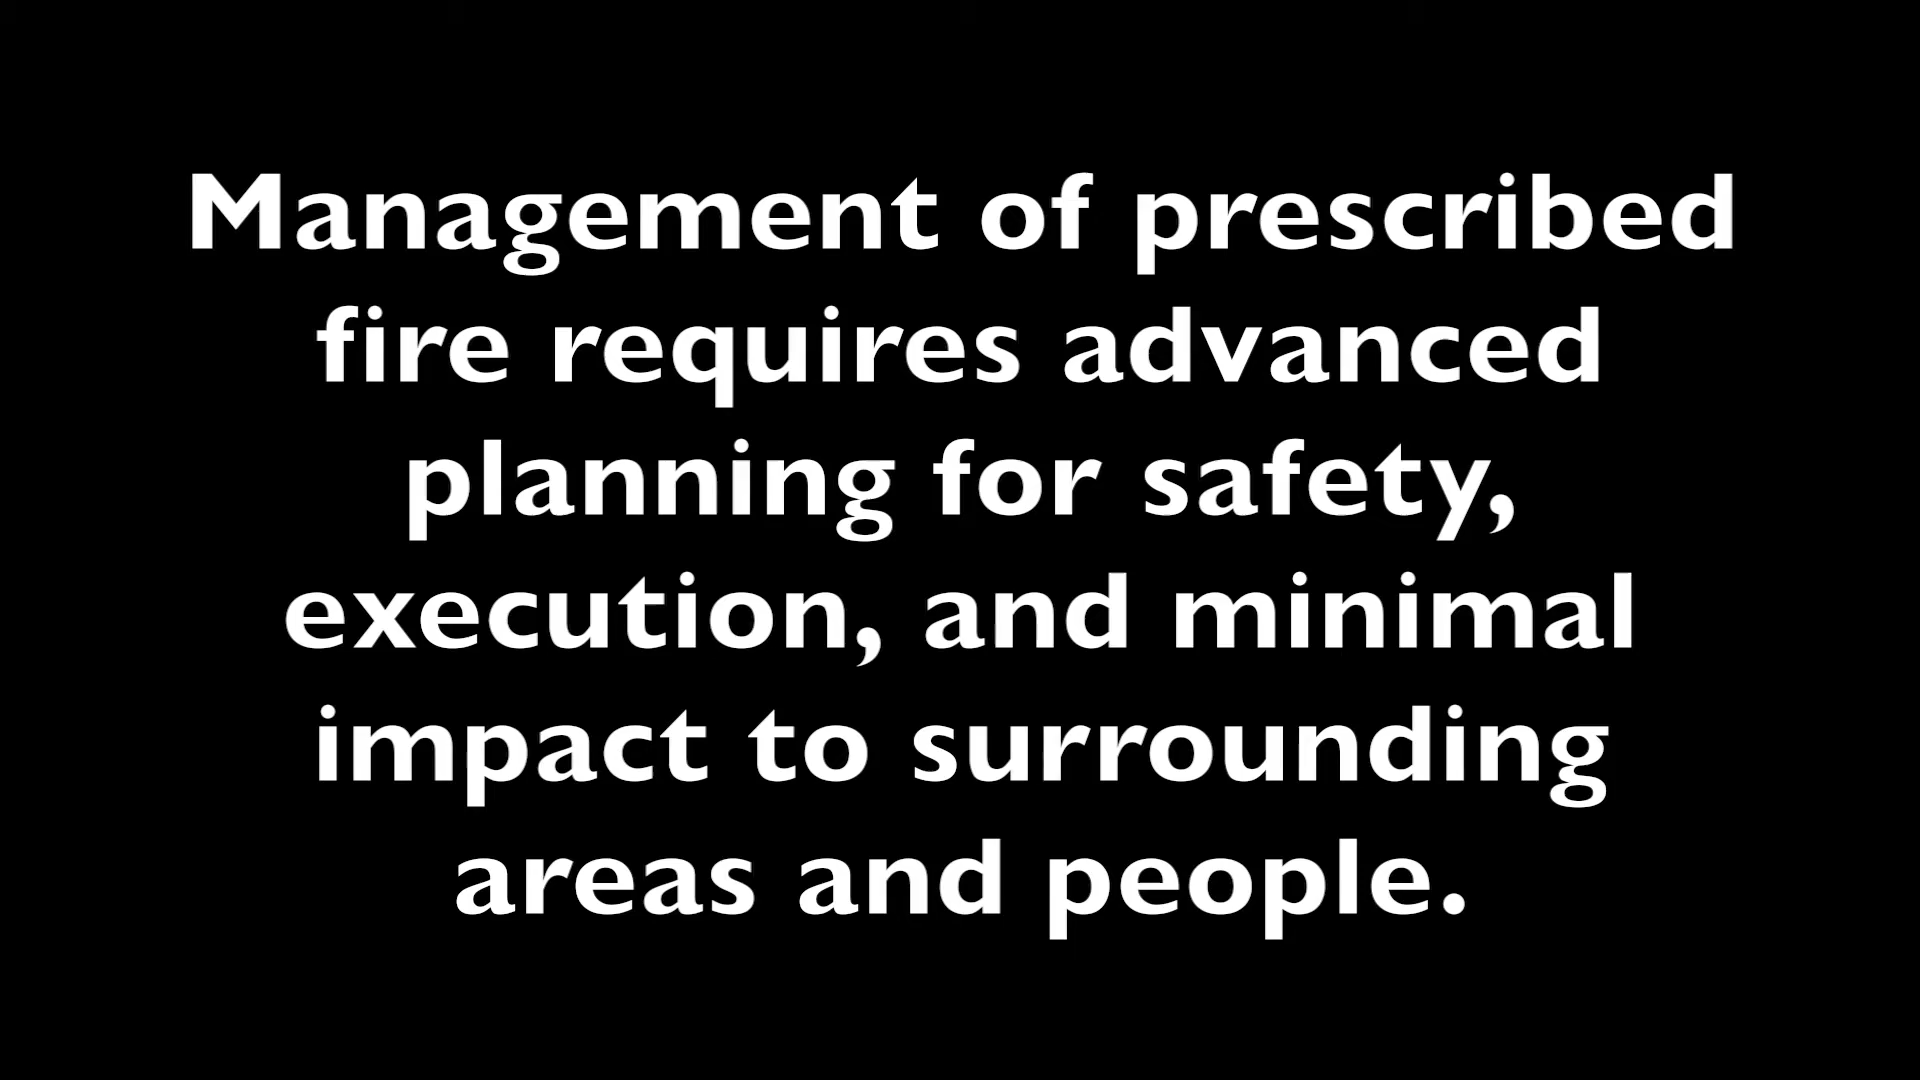 Management of prescribed
fire requires advanced
planning for safety,
execution, and minimal
impact to surrounding
areas and people.